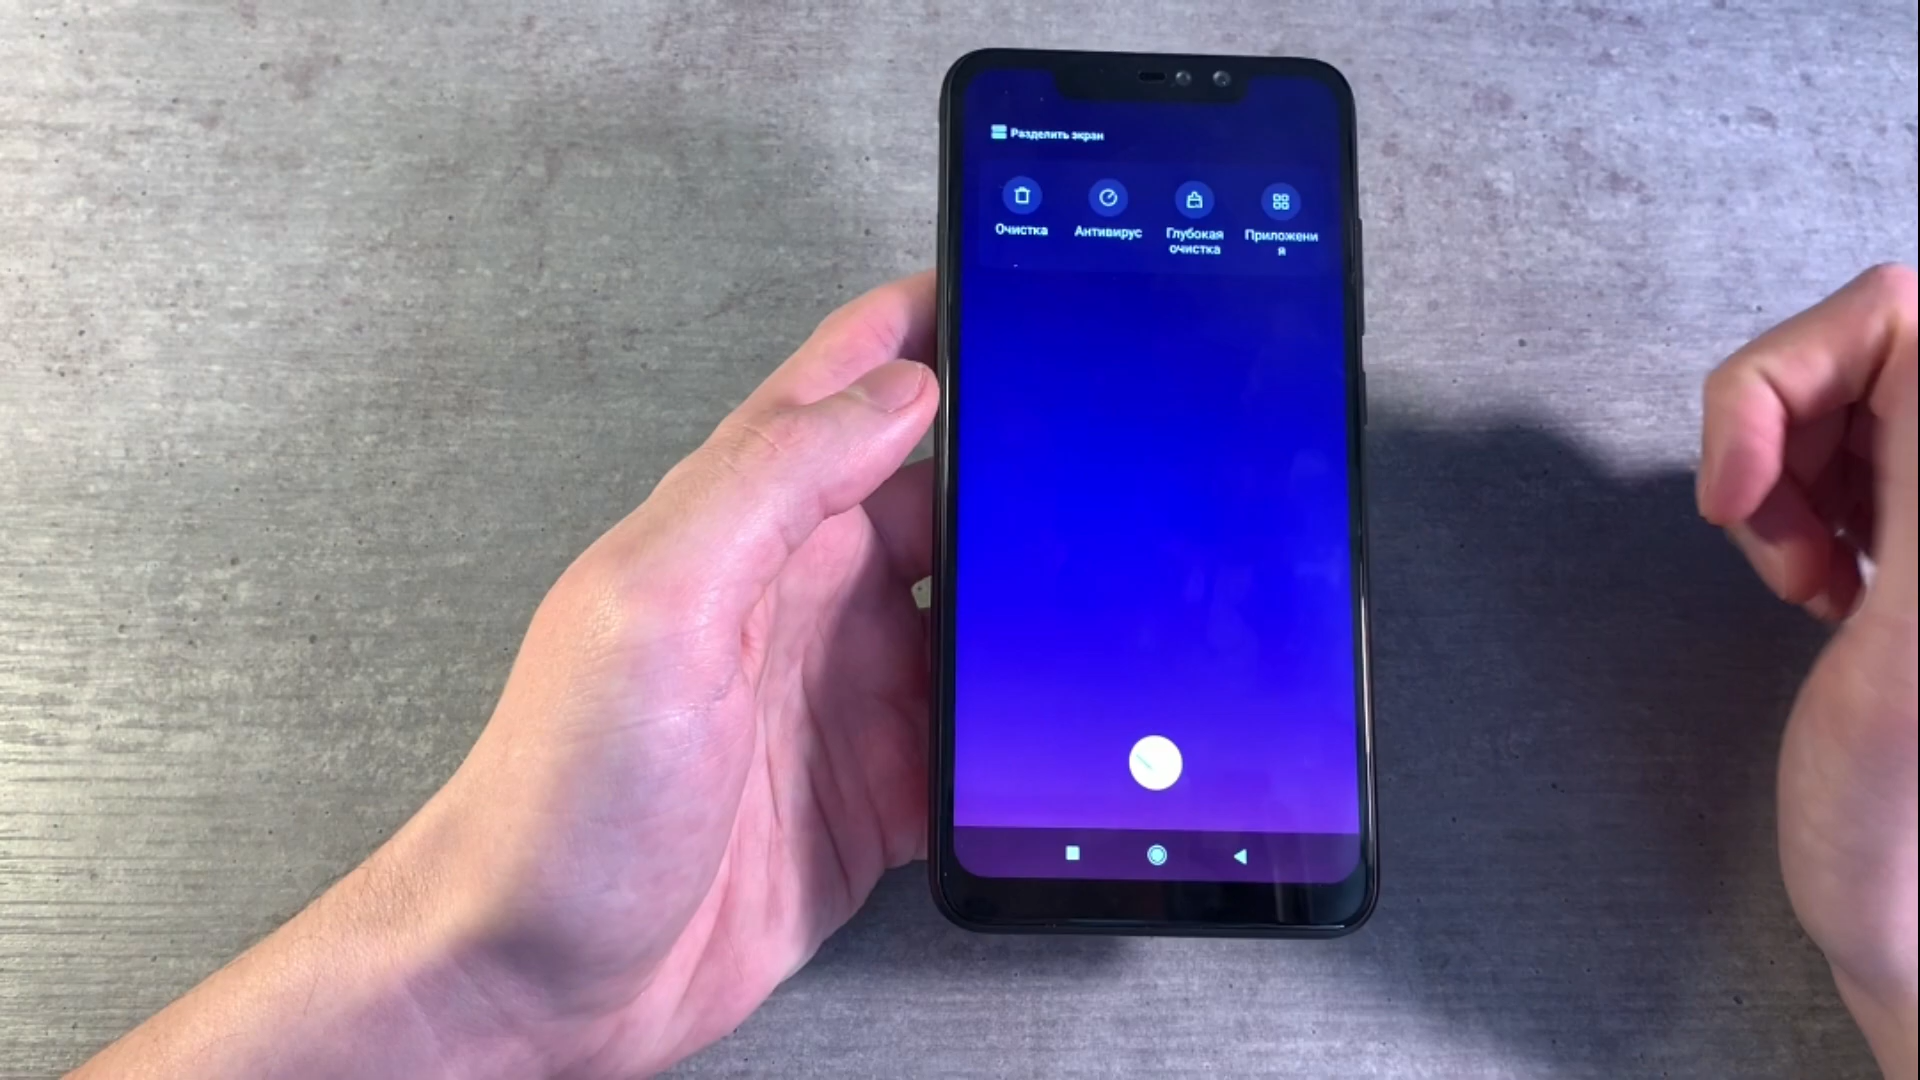 Разделить экран
Очистка
Антивирус
Глубокая
очистка
Приложени
я